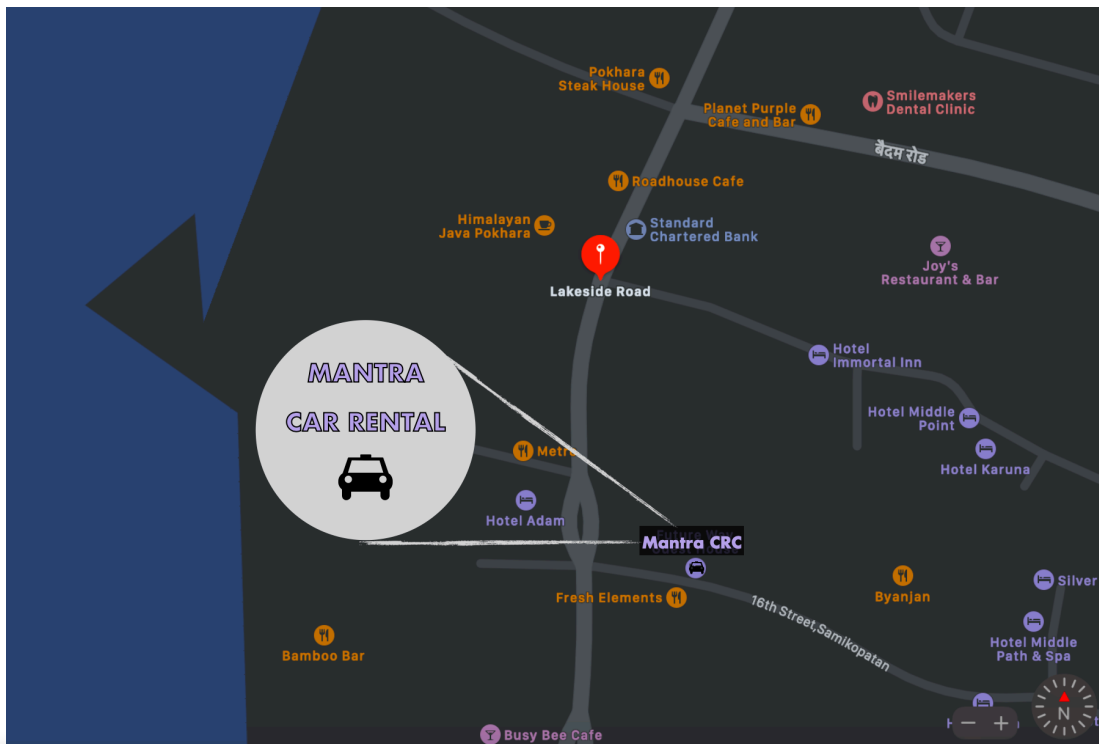 Pokhara
Steak House
Planet Purple
Cafe and Bar
Smilemakers
Dental Clinic
बैदम रोड
Roadhouse Cafe
Himalayan
Java Pokhara
Standard
Chartered Bank
Joy's
Restaurant & Bar
Lakeside Road
Hotel
Immortal Inn
MANTRA
CAR RENTAL
Hotel Middle
Point
Metro
Hotel Karuna
Hotel Adam
Mantra CRC
Fresh Elements
Byanjan
Silver
16th Street,Samikopatan
Hotel Middle
Path & Spa
Bamboo Bar
N
Busy Bee Cafe